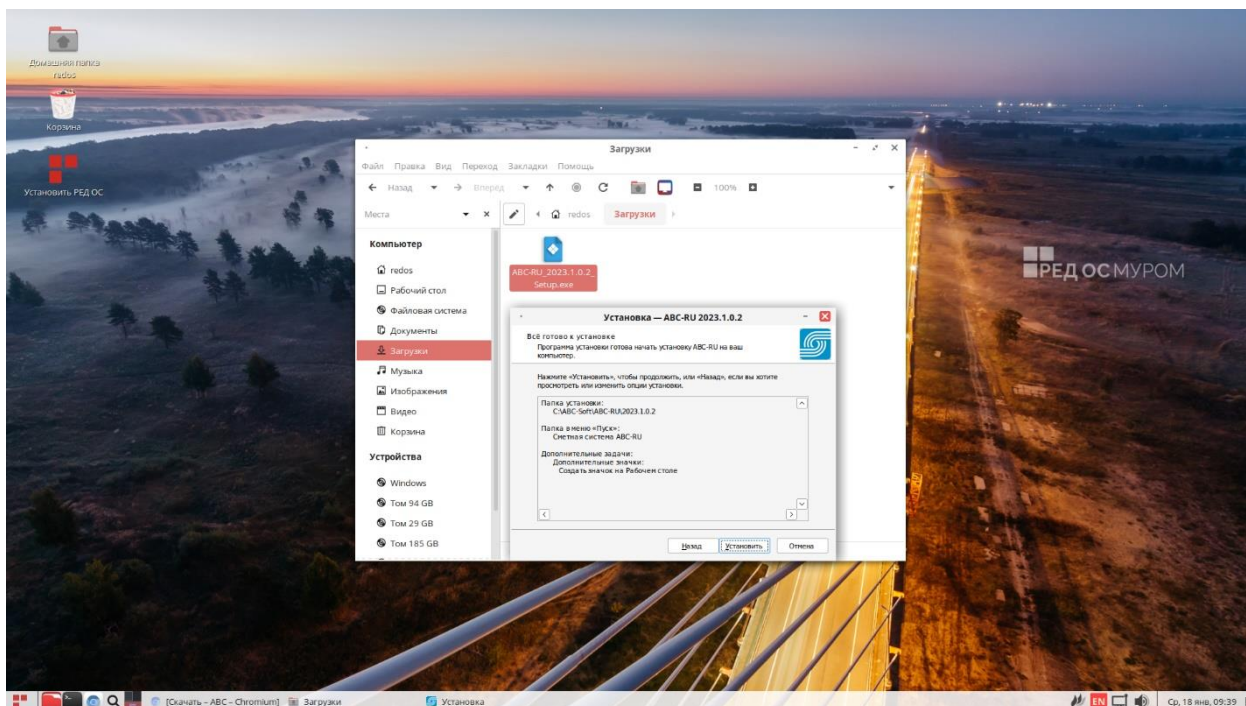 Домашняя папка
redos
Корзина
Установить РЕД ОС
Загрузки
Файл Правка Вид Переход Закладки Помощь
Назад Вперед 100%
Места redos Загрузки
Компьютер
redos
Рабочий стол
Файловая система
Документы
Загрузки
Музыка
Изображения
Видео
Корзина
Устройства
Windows
Том 94 GB
Том 29 GB
Том 185 GB
ABC-RU_2023.1.0.2_
Setup.exe
Установка — ABC-RU 2023.1.0.2
Всё готово к установке
Программа установки готова начать установку ABC-RU на ваш
компьютер.
Нажмите «Установить», чтобы продолжить, или «Назад», если вы хотите
просмотреть или изменить опции установки.
Папка установки:
C:\ABC-Soft\ABC-RU\2023.1.0.2
Папка в меню «Пуск»:
Сметная система ABC-RU
Дополнительные задачи:
Дополнительные значки:
Создать значок на Рабочем столе
Назад Установить Отмена
РЕД ОС МУРОМ
[Скачать – ABC – Chromium] Загрузки Установка EN Ср, 18 янв, 09:39